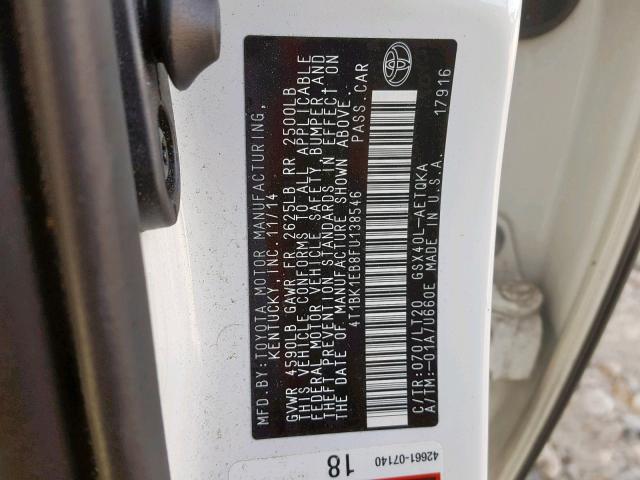 MFD.BY:TOYOTA MOTOR MANUFACTURING,
KENTUCKY, INC. 11/14
GVWR 4590LB GAWR FR 2625LB RR 2500LB
THIS VEHICLE CONFORMS TO ALL APPLICABLE
FEDERAL MOTOR VEHICLE SAFETY, BUMPER, AND
THEFT PREVENTION STANDARDS IN EFFECT ON
THE DATE OF MANUFACTURE SHOWN ABOVE.
4T1BK1EB8FU138546 PASS. CAR
C/TR:070/LT20 GSX40L-AETQKA
A/TM:-01A/U660E MADE IN U.S.A. 17916
42661-07140
18